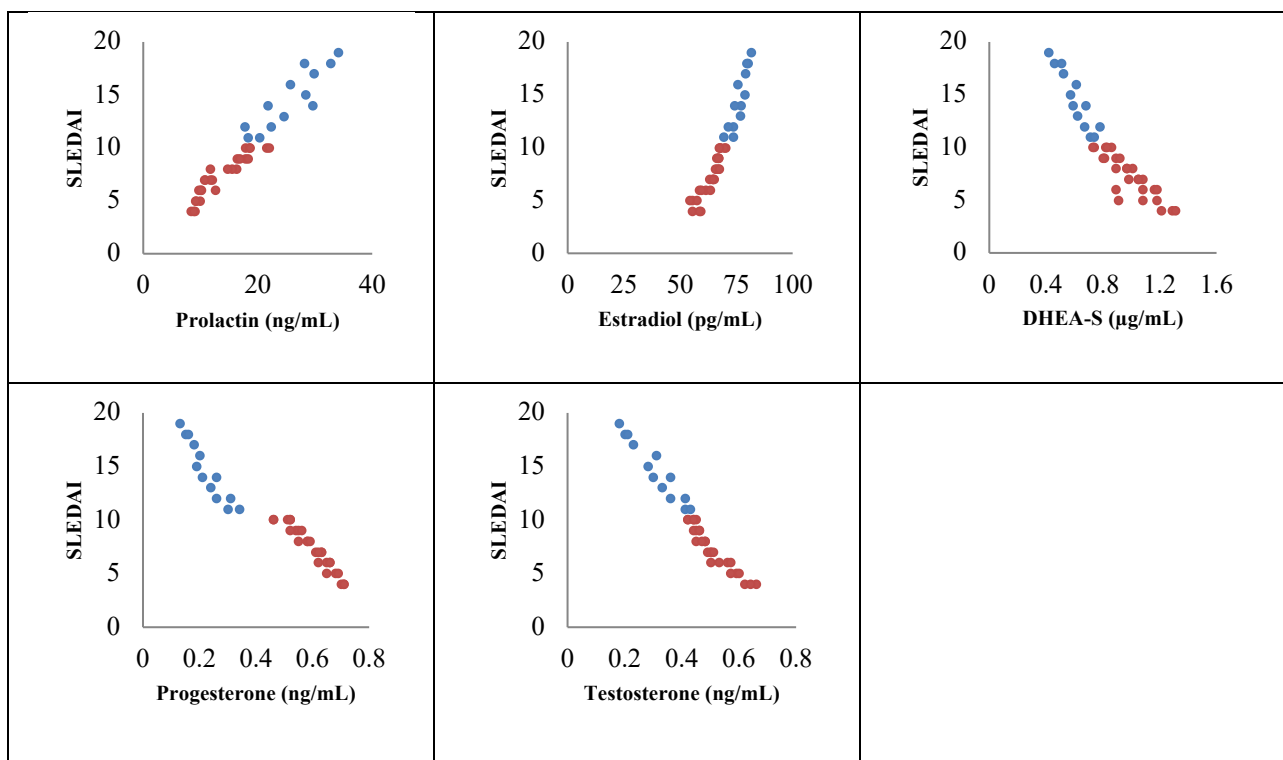 20
15
10
5
0
SLEDAI
0 20 40
Prolactin (ng/mL)
20
15
10
5
0
SLEDAI
0 25 50 75 100
Estradiol (pg/mL)
20
15
10
5
0
SLEDAI
0 0.4 0.8 1.2 1.6
DHEA-S (µg/mL)
20
15
10
5
0
SLEDAI
0 0.2 0.4 0.6 0.8
Progesterone (ng/mL)
20
15
10
5
0
SLEDAI
0 0.2 0.4 0.6 0.8
Testosterone (ng/mL)